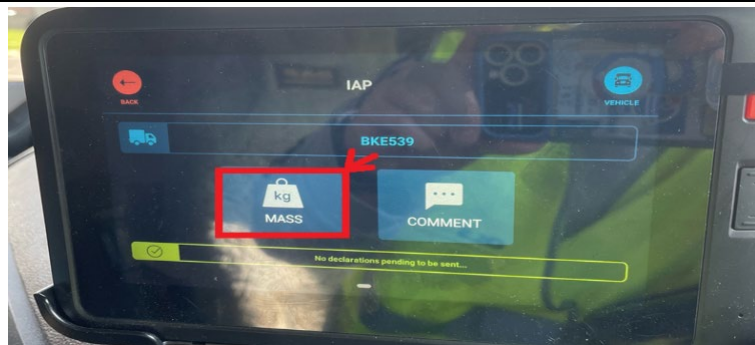 IAP
BACK
VEHICLE
BKE539
kg
MASS
COMMENT
No declarations pending to be sent...